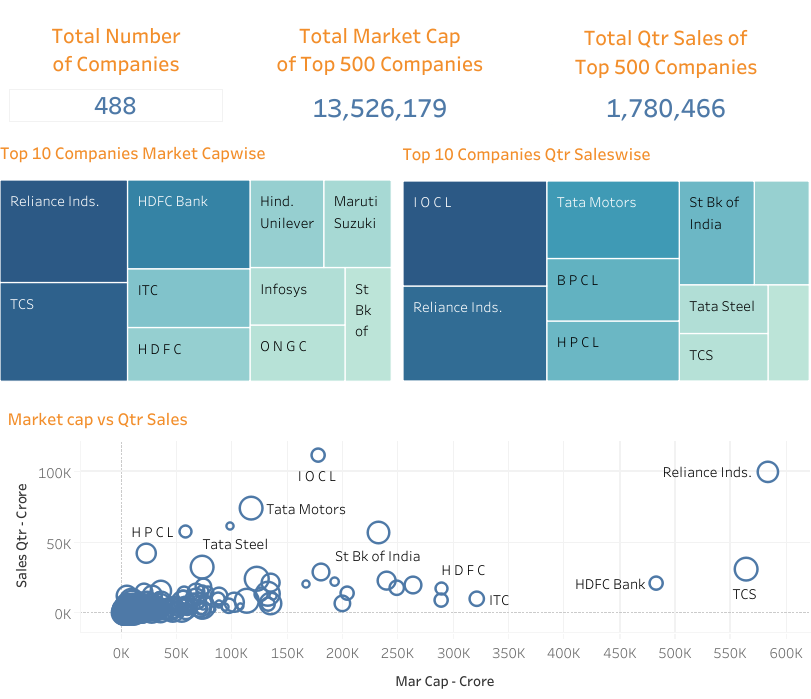 Total Number
of Companies
488
Total Market Cap
of Top 500 Companies
13,526,179
Total Qtr Sales of
Top 500 Companies
1,780,466
Top 10 Companies Market Capwise
Reliance Inds.
TCS
HDFC Bank
ITC
H D F C
Hind.
Unilever
Maruti
Suzuki
Infosys
O N G C
St
Bk
of
Top 10 Companies Qtr Saleswise
I O C L
Reliance Inds.
Tata Motors
B P C L
H P C L
St Bk of
India
Tata Steel
TCS
Market cap vs Qtr Sales
Sales Qtr - Crore
100K
50K
0K
I O C L
Reliance Inds.
Tata Motors
H P C L
Tata Steel
St Bk of India
H D F C
HDFC Bank
TCS
ITC
0K 50K 100K 150K 200K 250K 300K 350K 400K 450K 500K 550K 600K
Mar Cap - Crore